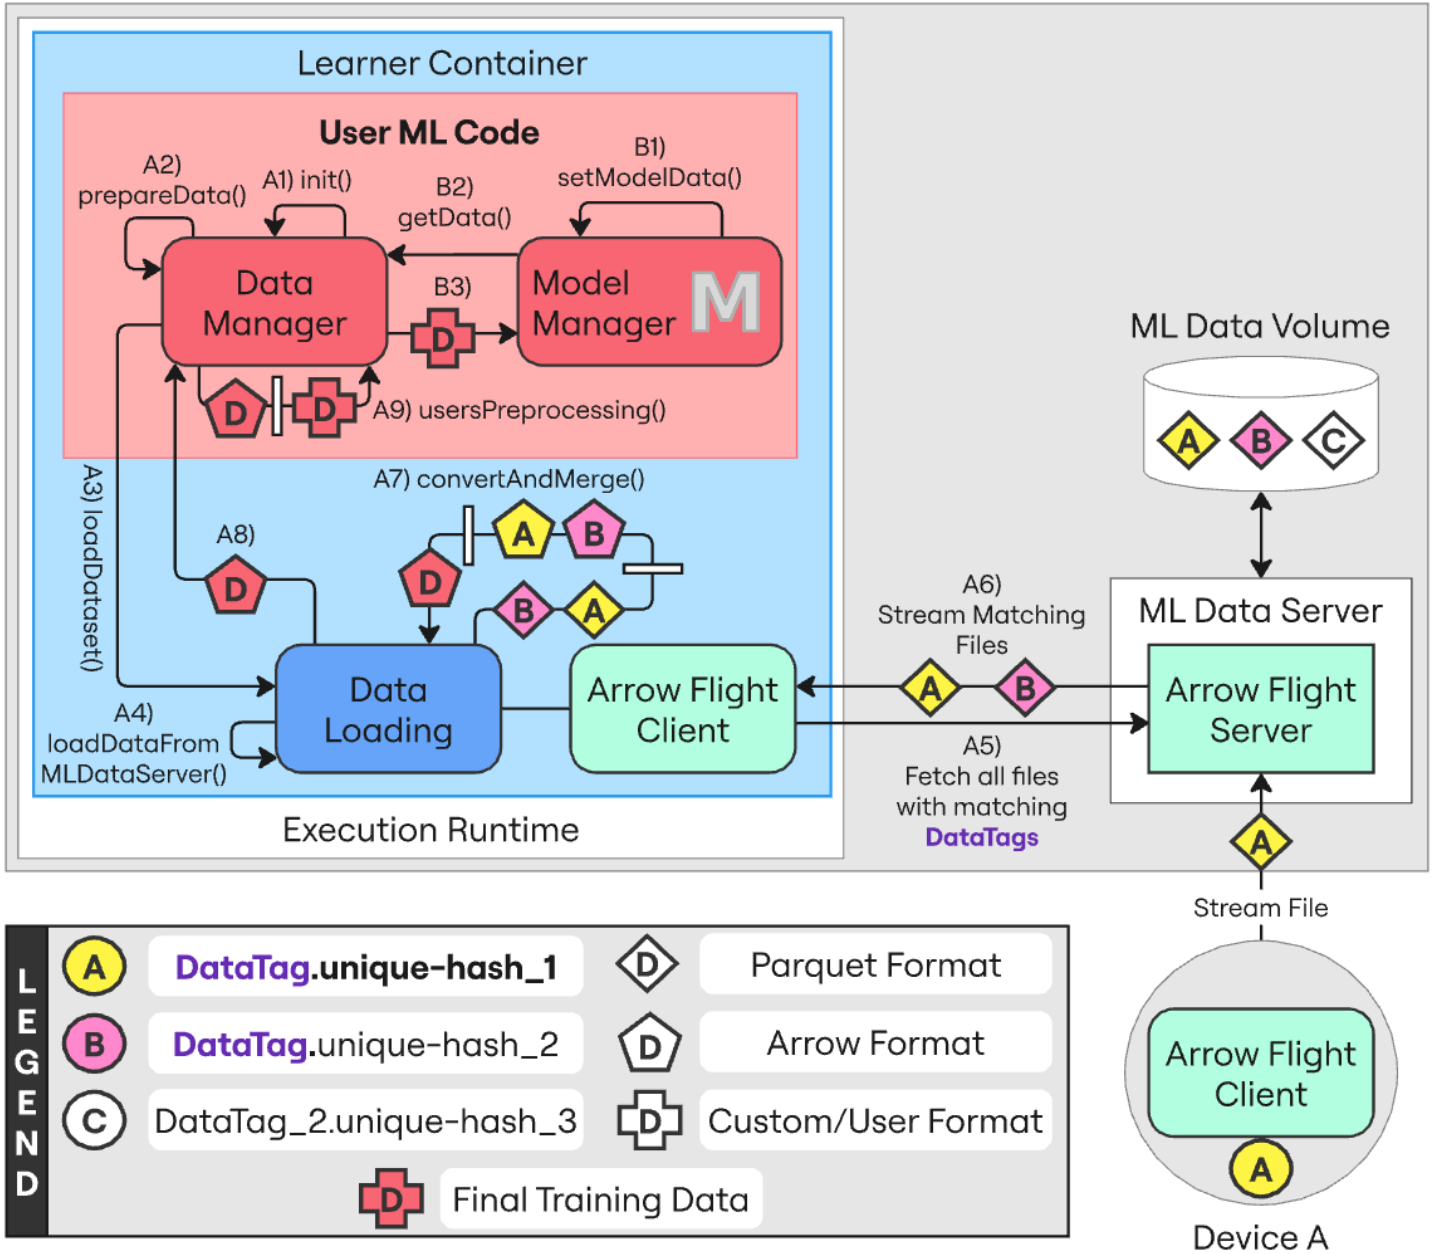 Learner Container
User ML Code
A1) init()
A2)
prepareData()
B1)
setModelData()
B2)
getData()
Data
Manager
B3)
D
Model
Manager
M
D
D
A9) usersPreprocessing()
A3) loadDataset()
A7) convertAndMerge()
A
B
D
B
A
A8)
D
A4)
loadDataFrom
MLDataServer()
Data
Loading
Arrow Flight
Client
Execution Runtime
A6)
Stream Matching
Files
A
B
A5)
Fetch all files
with matching
DataTags
ML Data Volume
A
B
C
ML Data Server
Arrow Flight
Server
A
Stream File
Arrow Flight
Client
A
Device A
LEGEND
A
DataTag.unique-hash_1
D
Parquet Format
B
DataTag.unique-hash_2
D
Arrow Format
C
DataTag_2.unique-hash_3
D
Custom/User Format
D
Final Training Data